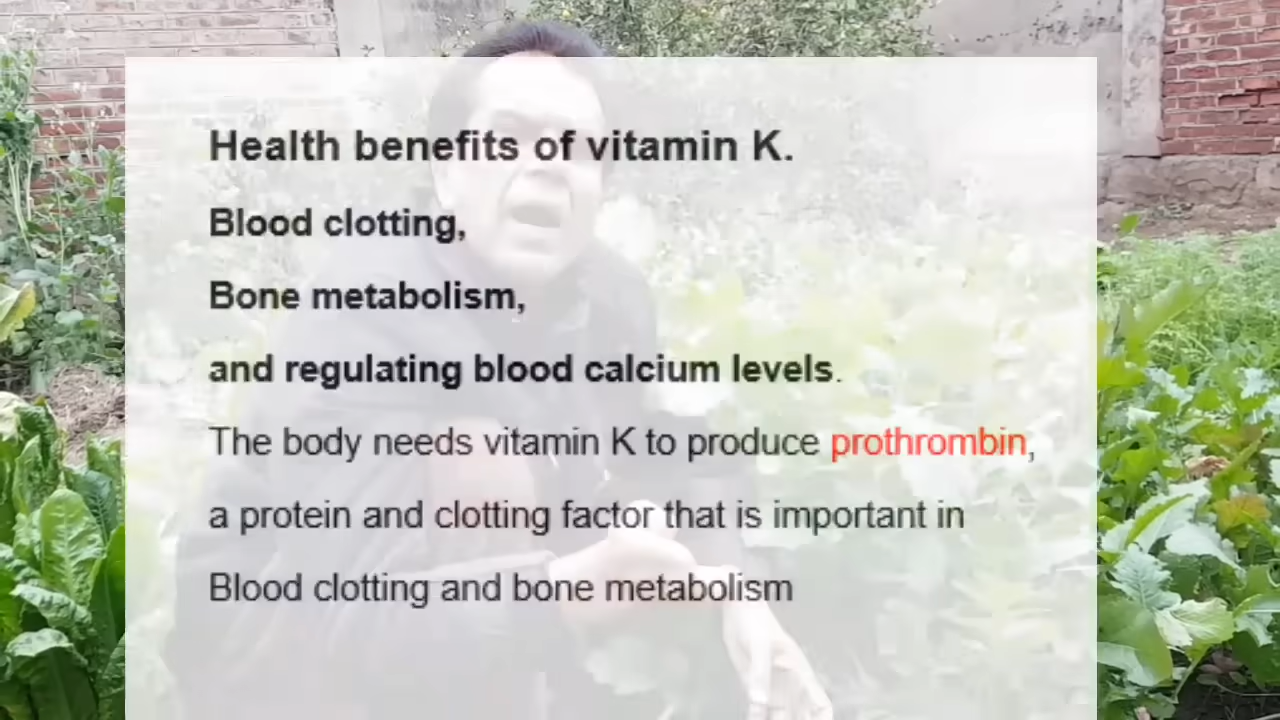 Health benefits of vitamin K.
Blood clotting,
Bone metabolism,
and regulating blood calcium levels.
The body needs vitamin K to produce prothrombin,
a protein and clotting factor that is important in
Blood clotting and bone metabolism